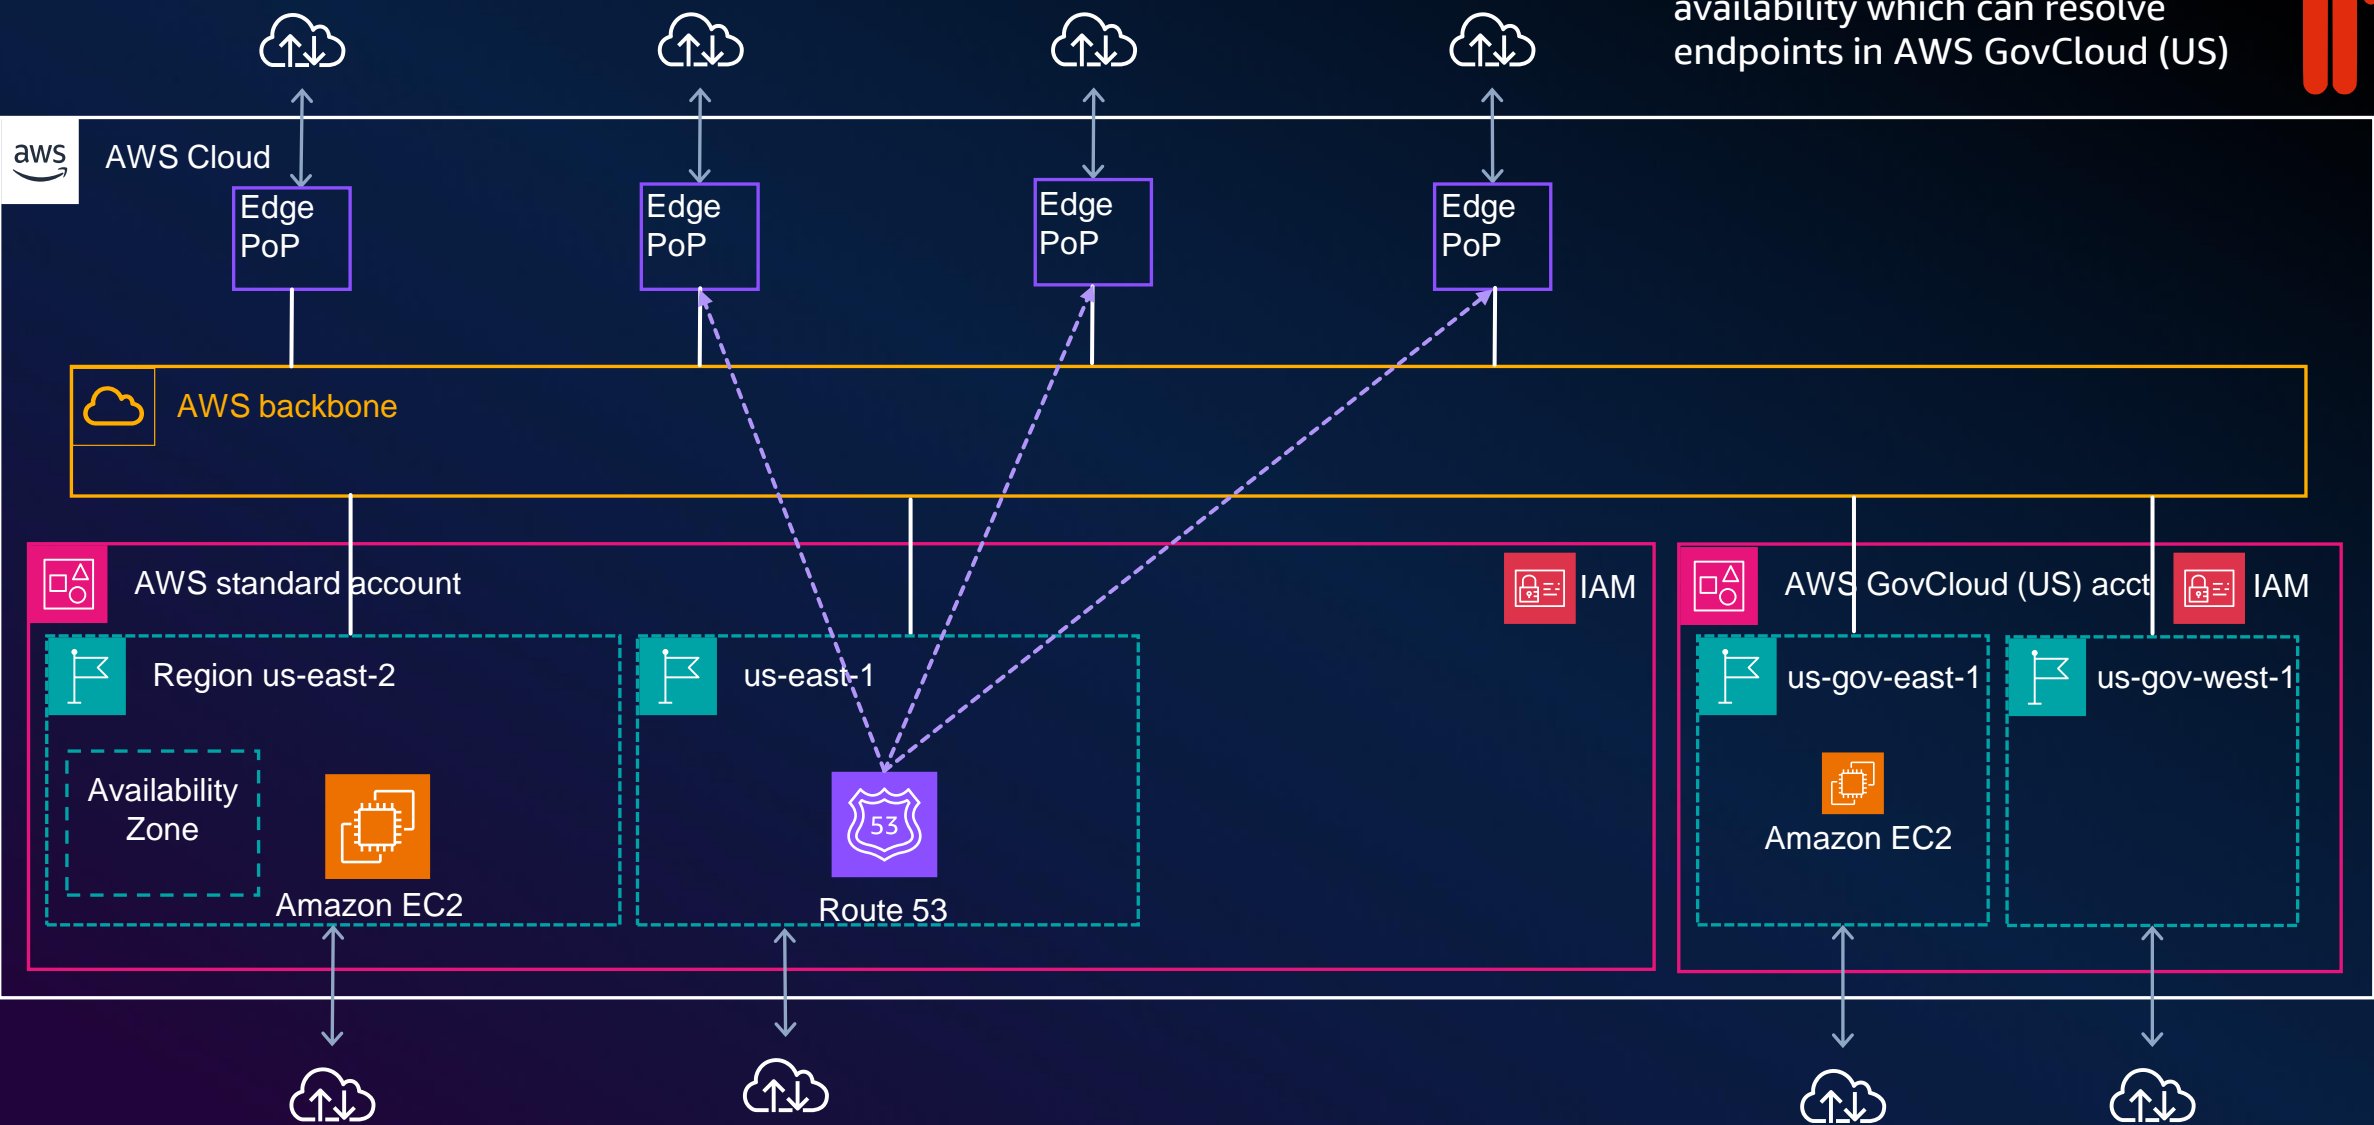 availability which can resolve
endpoints in AWS GovCloud (US)
aws
AWS Cloud
Edge
PoP
Edge
PoP
Edge
PoP
Edge
PoP
AWS backbone
AWS standard account
IAM
AWS GovCloud (US) acct
IAM
Region us-east-2
us-east-1
us-gov-east-1
us-gov-west-1
Availability
Zone
Amazon EC2
53
Route 53
Amazon EC2